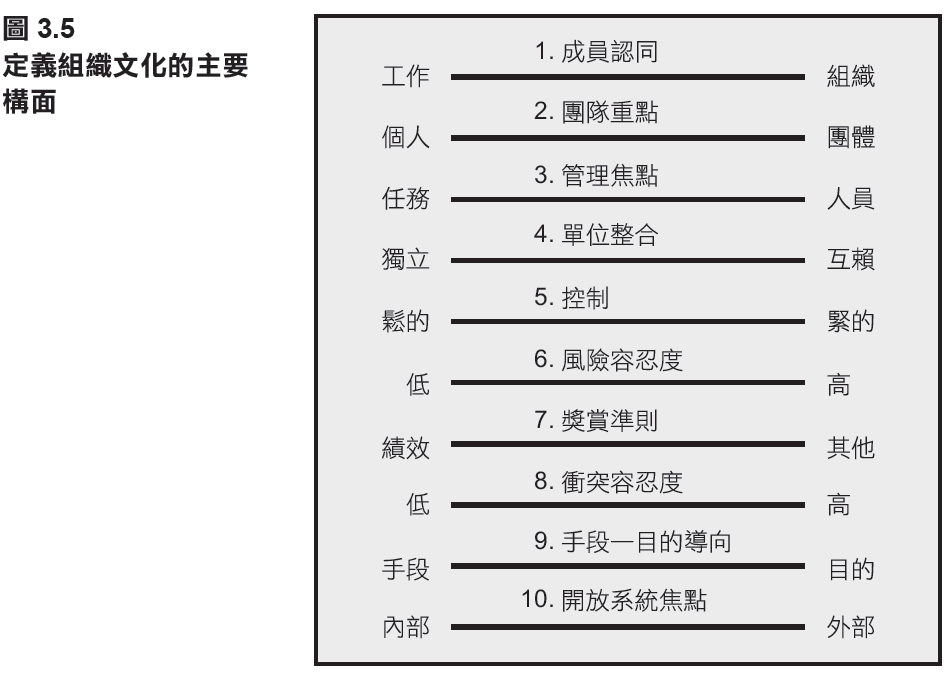 圖 3.5
定義組織文化的主要
構面
1. 成員認同
工作 組織
2. 團隊重點
個人 團體
3. 管理焦點
任務 人員
4. 單位整合
獨立 互賴
5. 控制
鬆的 緊的
6. 風險容忍度
低 高
7. 獎賞準則
績效 其他
8. 衝突容忍度
低 高
9. 手段—目的導向
手段 目的
10. 開放系統焦點
內部 外部